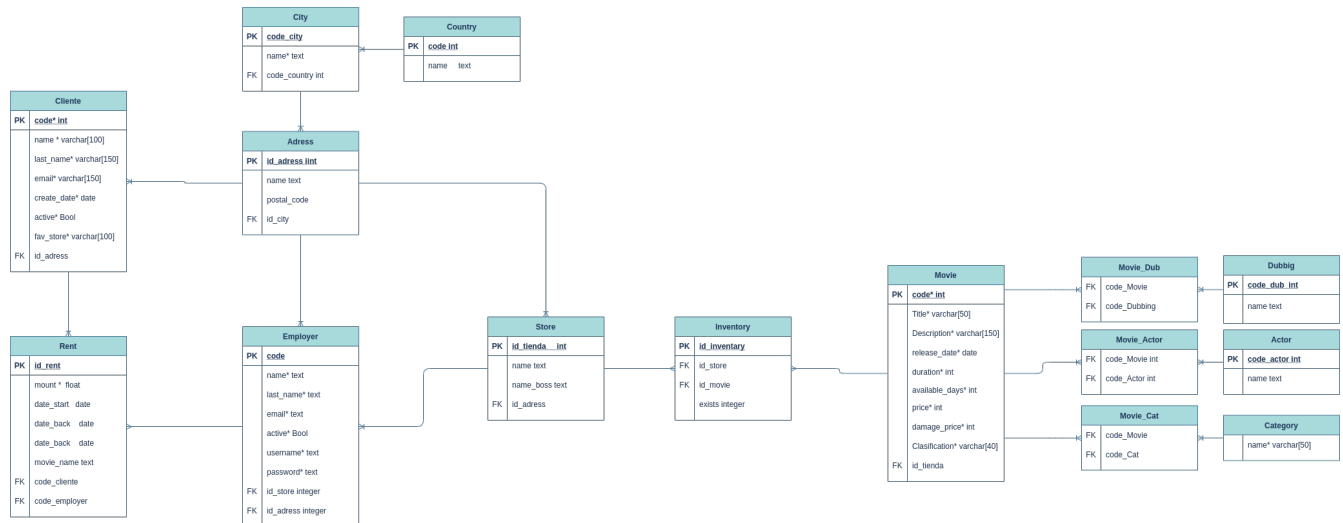 City
PK code_city
name* text
FK code_country int
Country
PK code int
name text
Cliente
PK code* int
name * varchar[100]
last_name* varchar[150]
email* varchar[150]
create_date* date
active* Bool
fav_store* varchar[100]
FK id_adress
Adress
PK id_adress iint
name text
postal_code
FK id_city
Rent
PK id_rent
mount * float
date_start date
date_back date
date_back date
movie_name text
FK code_cliente
FK code_employer
Employer
PK code
name* text
last_name* text
email* text
active* Bool
username* text
password* text
FK id_store integer
FK id_adress integer
Store
PK id_tienda int
name text
name_boss text
FK id_adress
Inventory
PK id_inventary
FK id_store
FK id_movie
exists integer
Movie
PK code* int
Title* varchar[50]
Description* varchar[150]
release_date* date
duration* int
available_days* int
price* int
damage_price* int
Clasification* varchar[40]
FK id_tienda
Movie_Dub
FK code_Movie
FK code_Dubbing
Dubbig
PK code_dub int
name text
Movie_Actor
FK code_Movie int
FK code_Actor int
Actor
PK code_actor int
name text
Movie_Cat
FK code_Movie
FK code_Cat
Category
name* varchar[50]